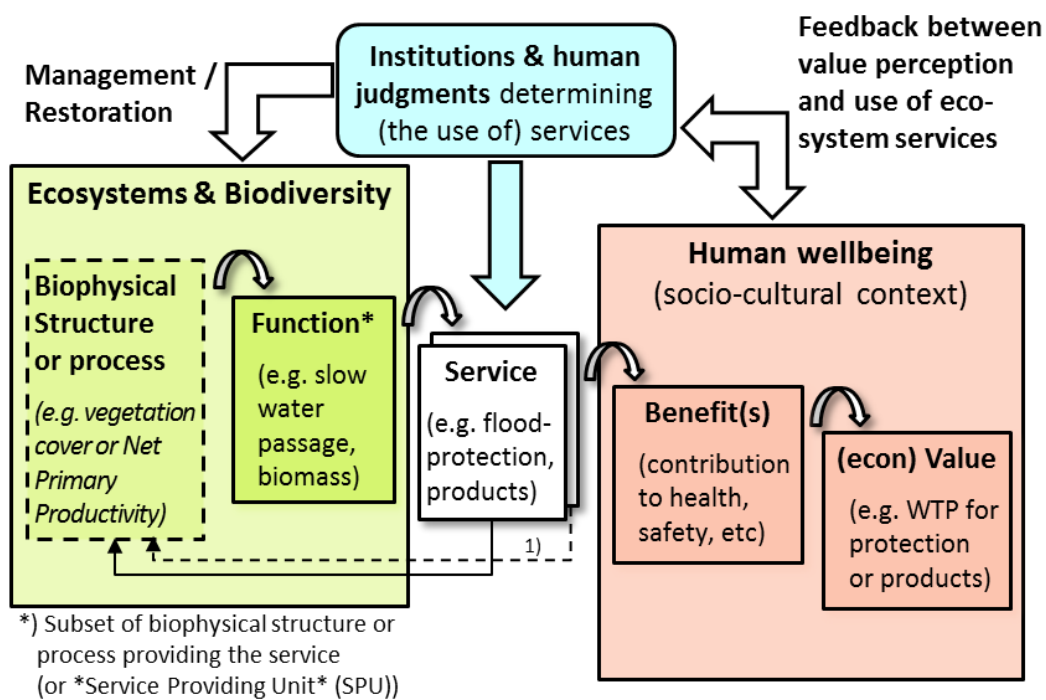 Management /
Restoration
Institutions & human
judgments determining
(the use of) services
Feedback between
value perception
and use of eco-
system services
Ecosystems & Biodiversity
Biophysical
Structure
or process
(e.g. vegetation
cover or Net
Primary
Productivity)
Function*
(e.g. slow
water
passage,
biomass)
Service
(e.g. flood-
protection,
products)
1)
Human wellbeing
(socio-cultural context)
Benefit(s)
(contribution
to health,
safety, etc)
(econ) Value
(e.g. WTP for
protection
or products)
*) Subset of biophysical structure or
process providing the service
(or *Service Providing Unit* (SPU))